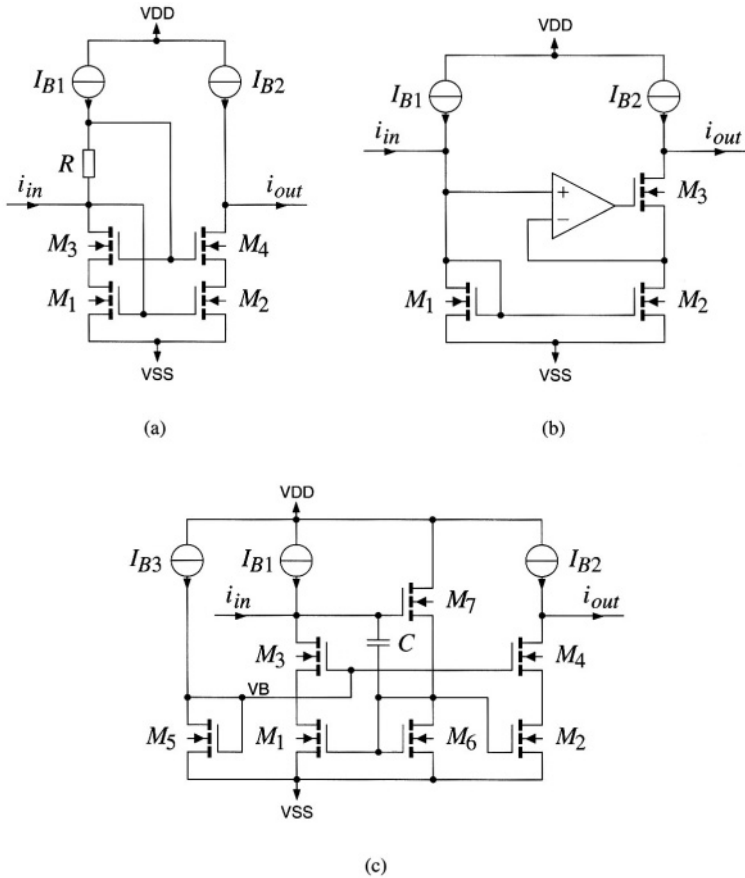 VDD
I_B1
I_B2
R
i_in
i_out
M_3
M_4
M_1
M_2
VSS
(a)
VDD
I_B1
I_B2
i_in
i_out
+
−
M_3
M_1
M_2
VSS
(b)
VDD
I_B3
I_B1
I_B2
i_in
M_7
i_out
C
M_3
M_4
VB
M_5
M_1
M_6
M_2
VSS
(c)